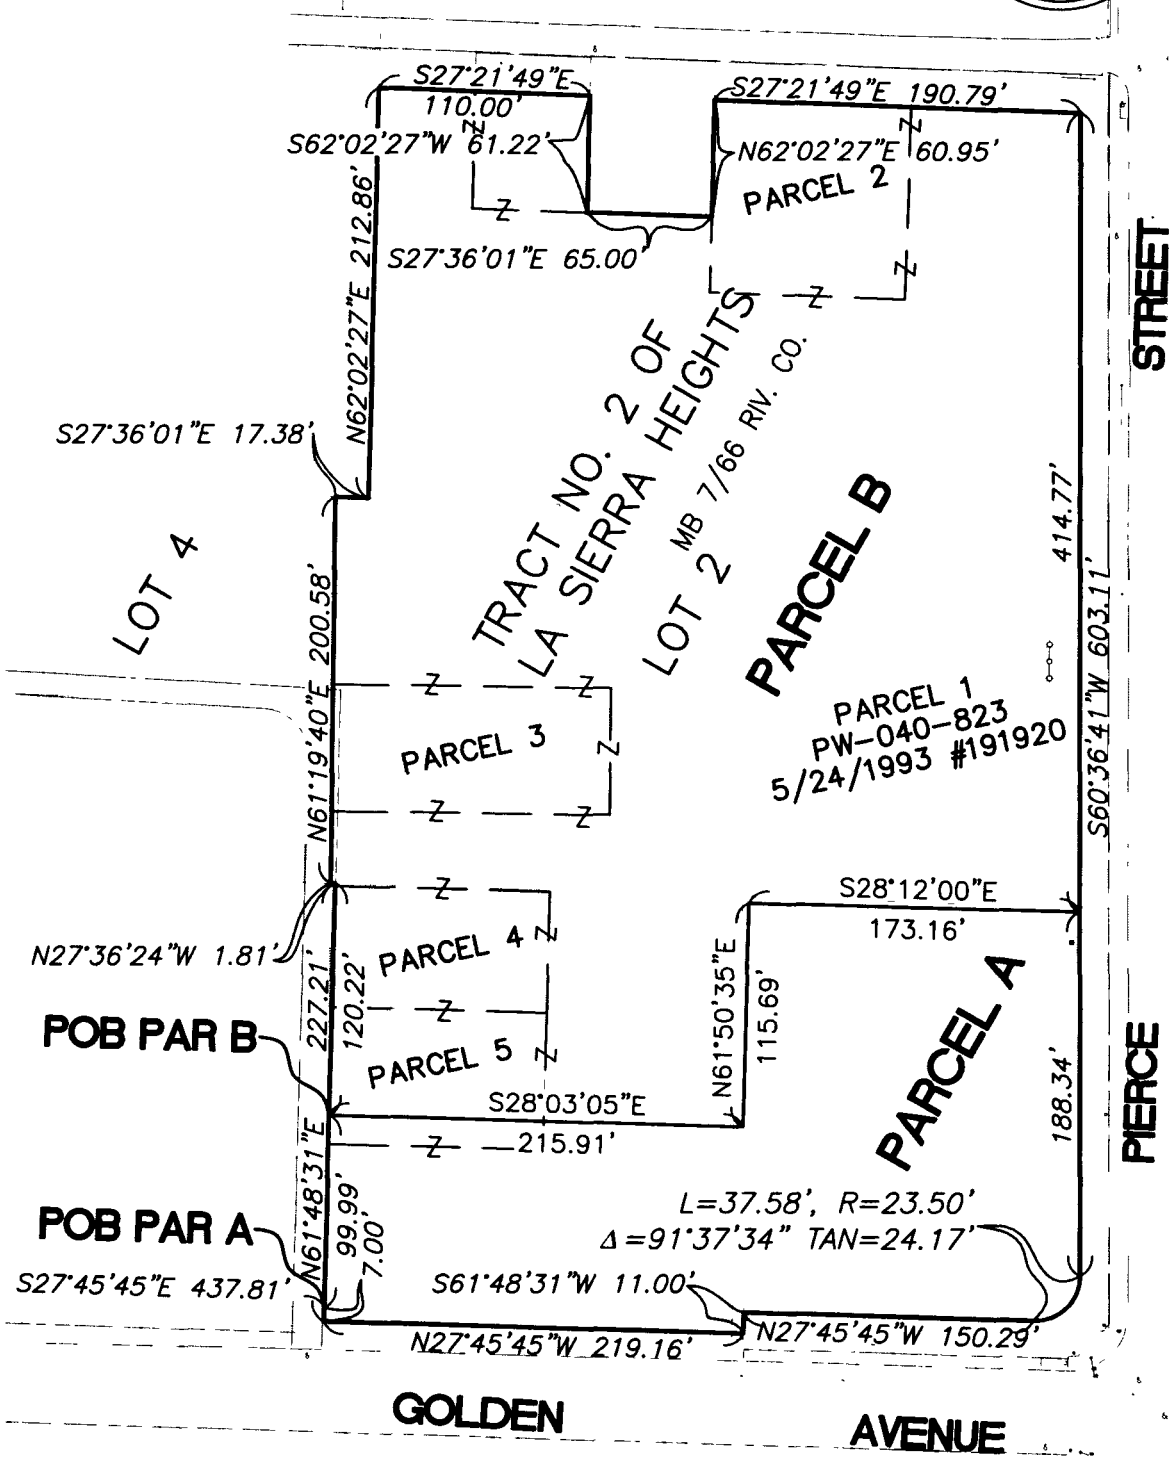 S27°21'49"E
110.00'
S27°21'49"E 190.79'
S62°02'27"W 61.22'
N62°02'27"E 60.95'
PARCEL 2
S27°36'01"E 65.00'
N62°02'27"E 212.86'
S27°36'01"E 17.38'
STREET
TRACT NO. 2 OF
LA SIERRA HEIGHTS
MB 7/66 RIV. CO.
LOT 2
LOT 4
PARCEL B
414.77'
S60°36'41"W 603.11'
N61°19'40"E 200.58'
PARCEL 3
PARCEL 1
PW-040-823
5/24/1993 #191920
S28°12'00"E
173.16'
N27°36'24"W 1.81'
PARCEL 4
227.21'
120.22'
N61°50'35"E
115.69'
POB PAR B
PARCEL 5
PARCEL A
PIERCE
188.34'
S28°03'05"E
215.91'
N61°48'31"E
99.99'
7.00'
POB PAR A
L=37.58', R=23.50'
Δ=91°37'34" TAN=24.17'
S27°45'45"E 437.81'
S61°48'31"W 11.00'
N27°45'45"W 219.16'
N27°45'45"W 150.29'
GOLDEN AVENUE